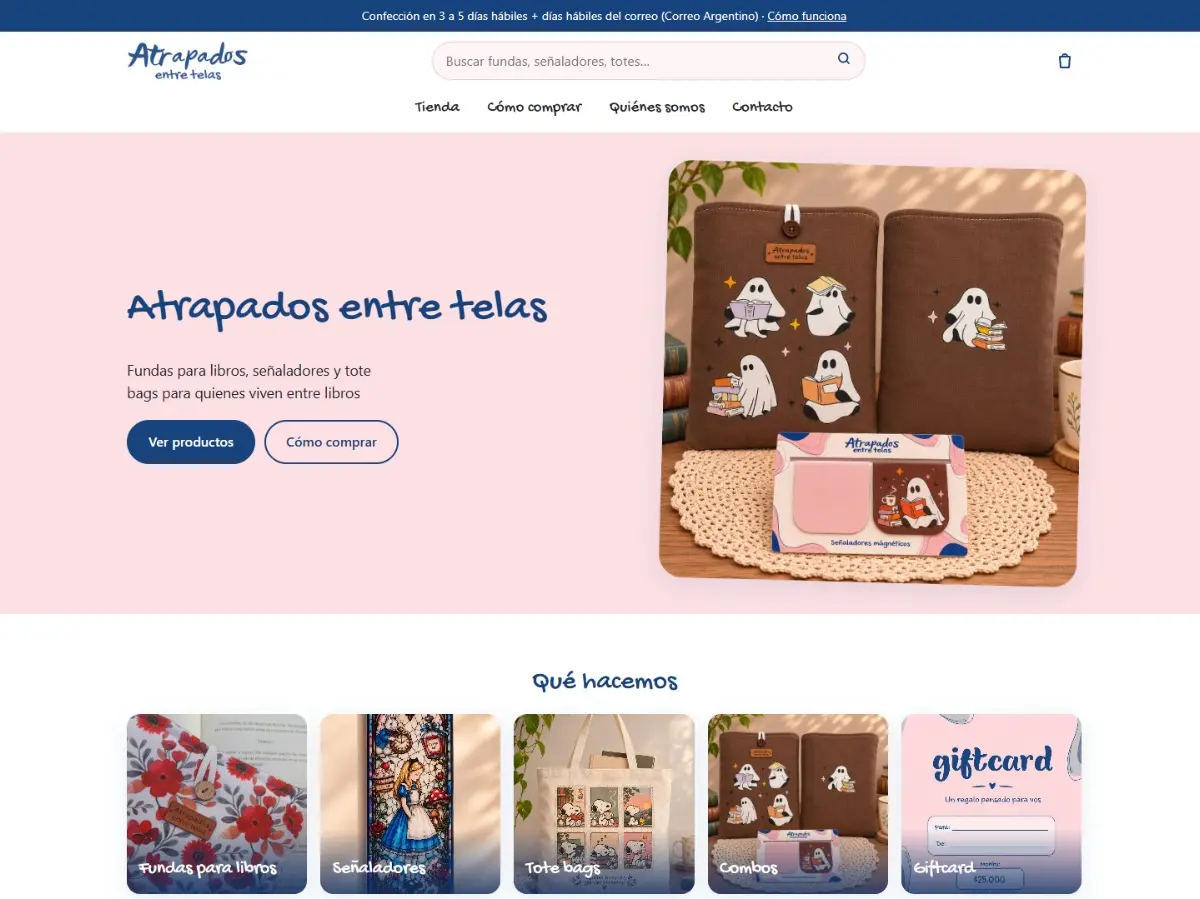 Confección en 3 a 5 días hábiles + días hábiles del correo (Correo Argentino) · Cómo funciona
Atrapados
entre telas
Buscar fundas, señaladores, totes...
Tienda
Cómo comprar
Quiénes somos
Contacto
Atrapados entre telas
Fundas para libros, señaladores y tote
bags para quienes viven entre libros
Ver productos
Cómo comprar
Atrapados
entre telas
Atrapados
entre telas
Señaladores magnéticos
Qué hacemos
Atrapados
Fundas para libros
Señaladores
Tote bags
Atrapados
Combos
giftcard
Un regalo pensado para vos
Para:
De:
Giftcard
$25.000